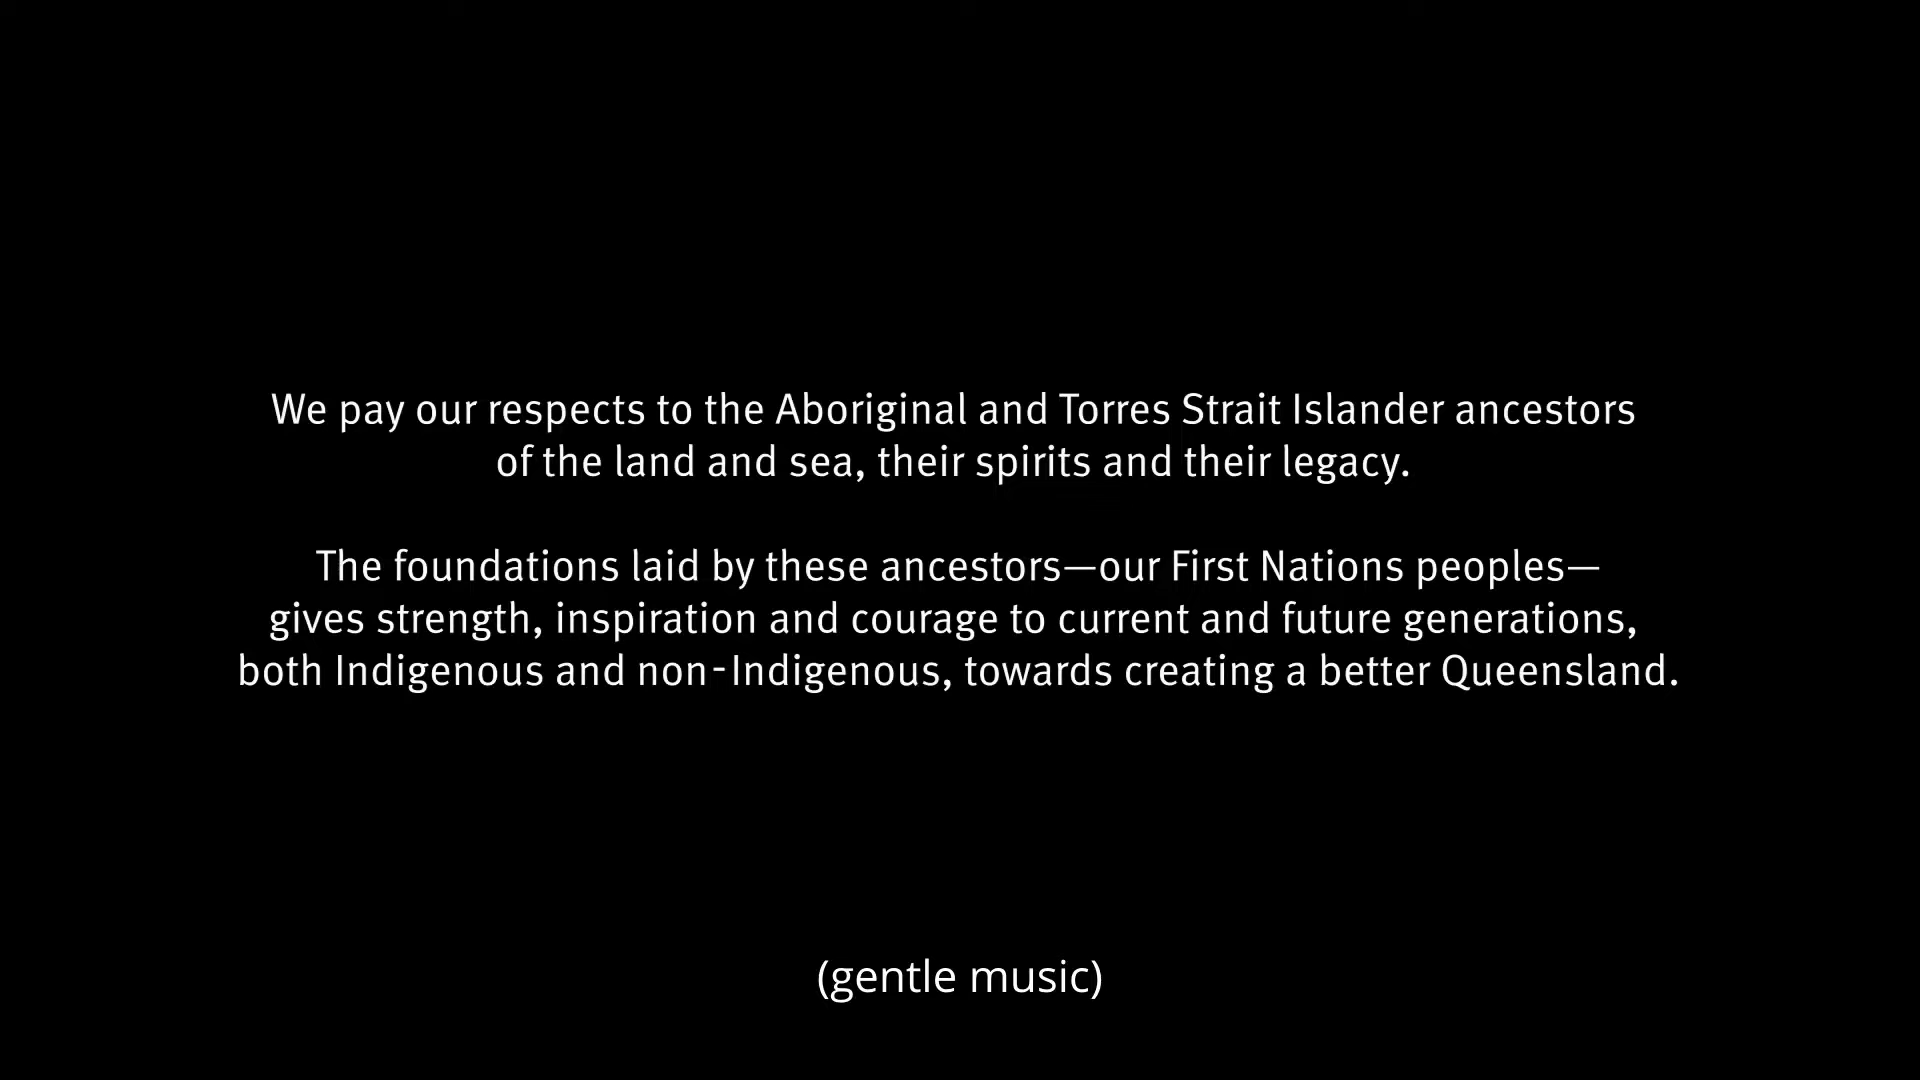 We pay our respects to the Aboriginal and Torres Strait Islander ancestors
of the land and sea, their spirits and their legacy.
The foundations laid by these ancestors—our First Nations peoples—
gives strength, inspiration and courage to current and future generations,
both Indigenous and non-Indigenous, towards creating a better Queensland.
(gentle music)